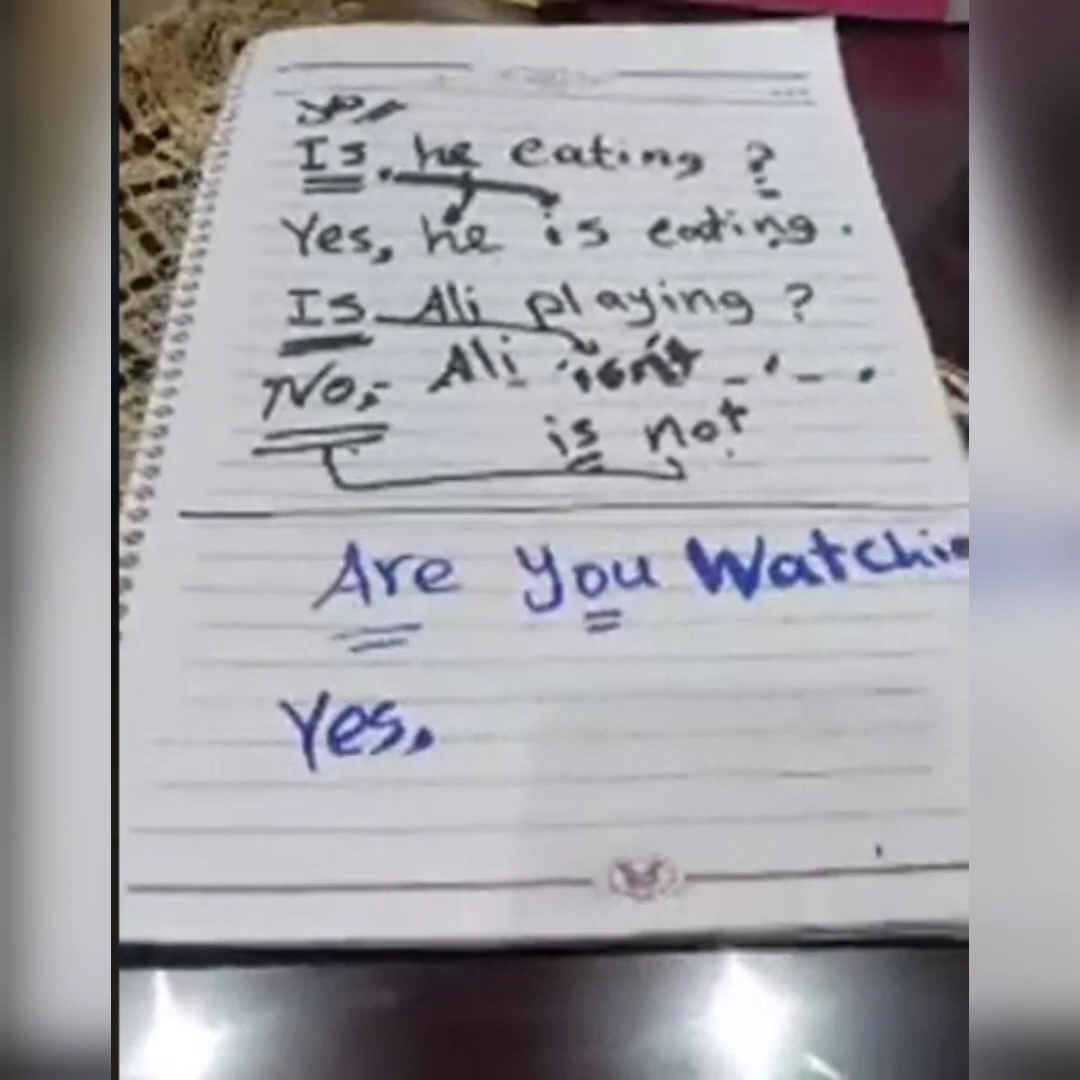 Is he eating ?
Yes, he is eating .
Is Ali playing ?
No, Ali isn't _ . _ .
is not
Are you Watchi
Yes,